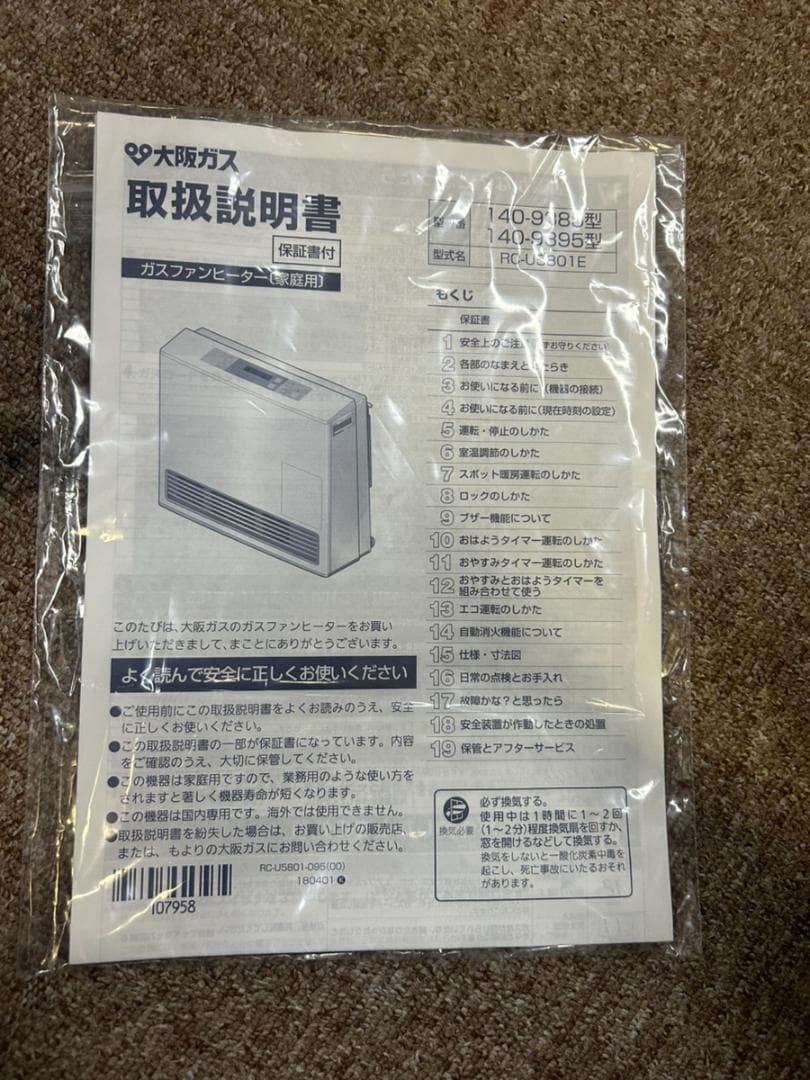 大阪ガス
取扱説明書
保証書付
ガスファンヒーター(家庭用)
型 番
140-9385型
140-9395型
型式名
RC-U5801E
もくじ
保証書
1 安全上のご注意 ずお守りください)
2 各部のなまえと たらき
3 お使いになる前に(機器の接続)
4 お使いになる前に(現在時刻の設定)
5 運転・停止のしかた
6 室温調節のしかた
7 スポット暖房運転のしかた
8 ロックのしかた
9 ブザー機能について
10 おはようタイマー運転のしかた
11 おやすみタイマー運転のしかた
12 おやすみとおはようタイマーを
組み合わせて使う
13 エコ運転のしかた
14 自動消火機能について
15 仕様・寸法図
16 日常の点検とお手入れ
17 故障かな?と思ったら
18 安全装置が作動したときの処置
19 保管とアフターサービス
このたびは、大阪ガスのガスファンヒーターをお買い
上げいただきまして、まことにありがとうございます。
よく読んで安全に正しくお使いください
●ご使用前にこの取扱説明書をよくお読みのうえ、安全
に正しくお使いください。
●この取扱説明書の一部が保証書になっています。内容
をご確認のうえ、大切に保管してください。
●この機器は家庭用ですので、業務用のような使い方を
されますと著しく機器寿命が短くなります。
●この機器は国内専用です。海外では使用できません。
●取扱説明書を紛失した場合は、お買い上げの販売店、
または、もよりの大阪ガスにお問い合わせください。
RC-U5801-095(00)
180401 K
107958
換気必要
必ず換気する。
使用中は1時間に1～2回
(1～2分)程度換気扇を回すか、
窓を開けるなどして換気する。
換気をしないと一酸化炭素中毒を
起こし、死亡事故にいたるおそれ
があります。